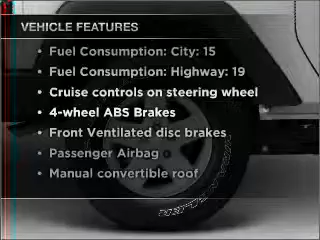 VEHICLE FEATURES
• Fuel Consumption: City: 15
• Fuel Consumption: Highway: 19
• Cruise controls on steering wheel
• 4-wheel ABS Brakes
• Front Ventilated disc brakes
• Passenger Airbag
• Manual convertible roof